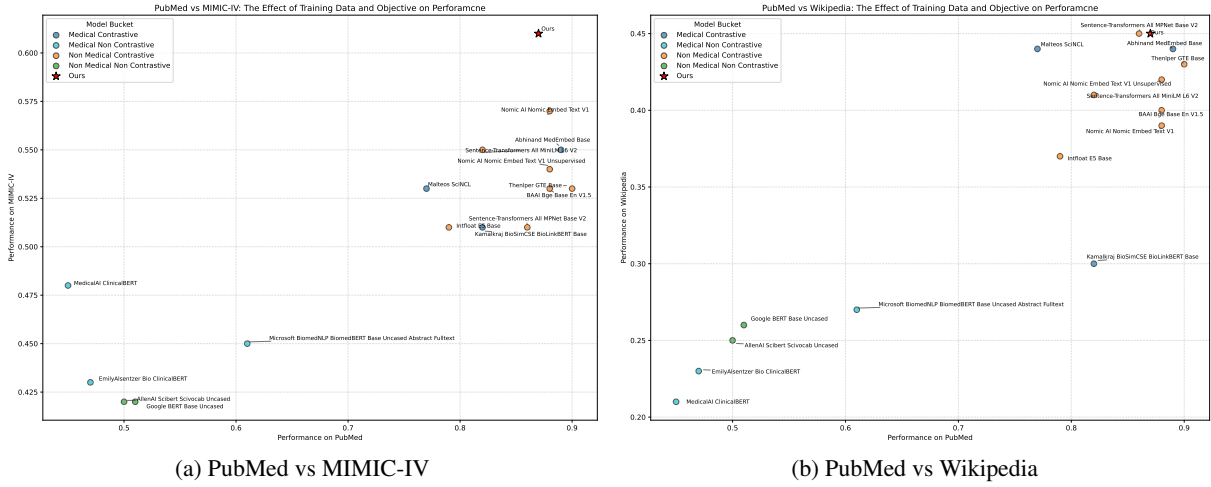 PubMed vs MIMIC-IV: The Effect of Training Data and Objective on Perforamcne
Model Bucket
Medical Contrastive
Medical Non Contrastive
Non Medical Contrastive
Non Medical Non Contrastive
Ours
Ours
Nomic AI Nomic Embed Text V1
Abhinand MedEmbed Base
Sentence-Transformers All MiniLM L6 V2
Nomic AI Nomic Embed Text V1 Unsupervised
Malteos SciNCL
Thenlper GTE Base
BAAI Bge Base En V1.5
Sentence-Transformers All MPNet Base V2
Intfloat E5 Base
Kamalkraj BioSimCSE BioLinkBERT Base
MedicalAI ClinicalBERT
Microsoft BiomedNLP BiomedBERT Base Uncased Abstract Fulltext
EmilyAlsentzer Bio ClinicalBERT
AllenAI Scibert Scivocab Uncased
Google BERT Base Uncased
0.600
0.575
0.550
0.525
0.500
0.475
0.450
0.425
Performance on MIMIC-IV
0.5
0.6
0.7
0.8
0.9
Performance on PubMed
(a) PubMed vs MIMIC-IV
PubMed vs Wikipedia: The Effect of Training Data and Objective on Perforamcne
Model Bucket
Medical Contrastive
Medical Non Contrastive
Non Medical Contrastive
Non Medical Non Contrastive
Ours
Sentence-Transformers All MPNet Base V2
Ours
Malteos SciNCL
Abhinand MedEmbed Base
Thenlper GTE Base
Nomic AI Nomic Embed Text V1 Unsupervised
Sentence-Transformers All MiniLM L6 V2
BAAI Bge Base En V1.5
Nomic AI Nomic Embed Text V1
Intfloat E5 Base
Kamalkraj BioSimCSE BioLinkBERT Base
Microsoft BiomedNLP BiomedBERT Base Uncased Abstract Fulltext
Google BERT Base Uncased
AllenAI Scibert Scivocab Uncased
EmilyAlsentzer Bio ClinicalBERT
MedicalAI ClinicalBERT
0.45
0.40
0.35
0.30
0.25
0.20
Performance on Wikipedia
0.5
0.6
0.7
0.8
0.9
Performance on PubMed
(b) PubMed vs Wikipedia